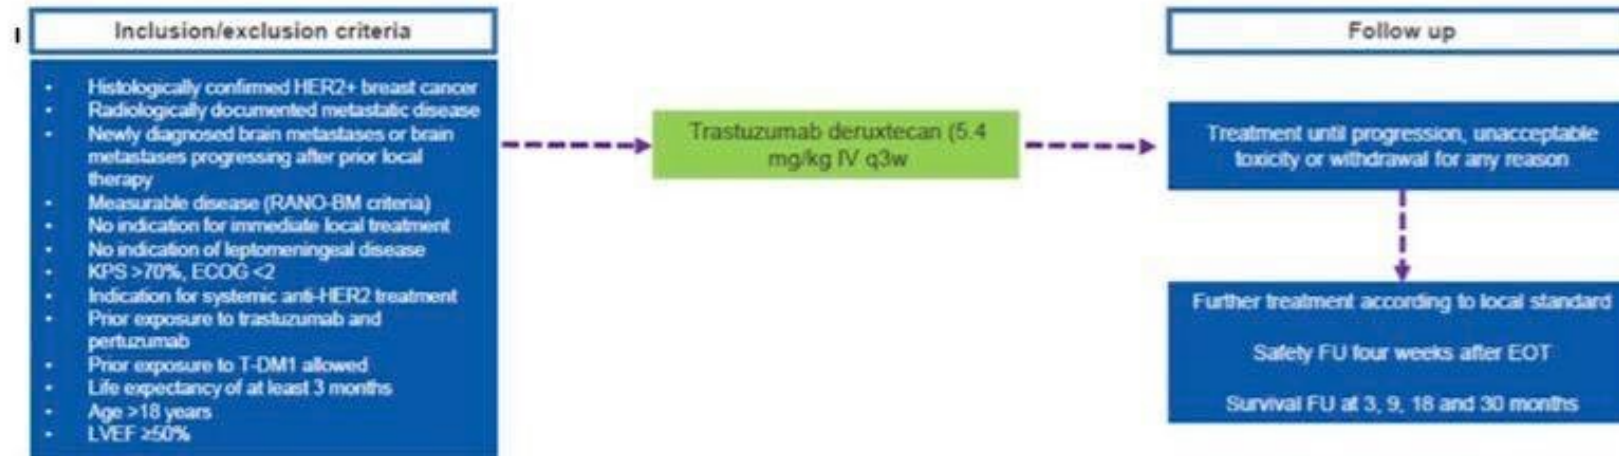 Inclusion/exclusion criteria
• Histologically confirmed HER2+ breast cancer
• Radiologically documented metastatic disease
• Newly diagnosed brain metastases or brain
metastases progressing after prior local
therapy
• Measurable disease (RANO-BM criteria)
• No indication for immediate local treatment
• No indication of leptomeningeal disease
• KPS >70%, ECOG <2
• Indication for systemic anti-HER2 treatment
• Prior exposure to trastuzumab and
pertuzumab
• Prior exposure to T-DM1 allowed
• Life expectancy of at least 3 months
• Age >18 years
• LVEF ≥50%
Trastuzumab deruxtecan (5.4
mg/kg IV q3w
Follow up
Treatment until progression, unacceptable
toxicity or withdrawal for any reason
Further treatment according to local standard
Safety FU four weeks after EOT
Survival FU at 3, 9, 18 and 30 months